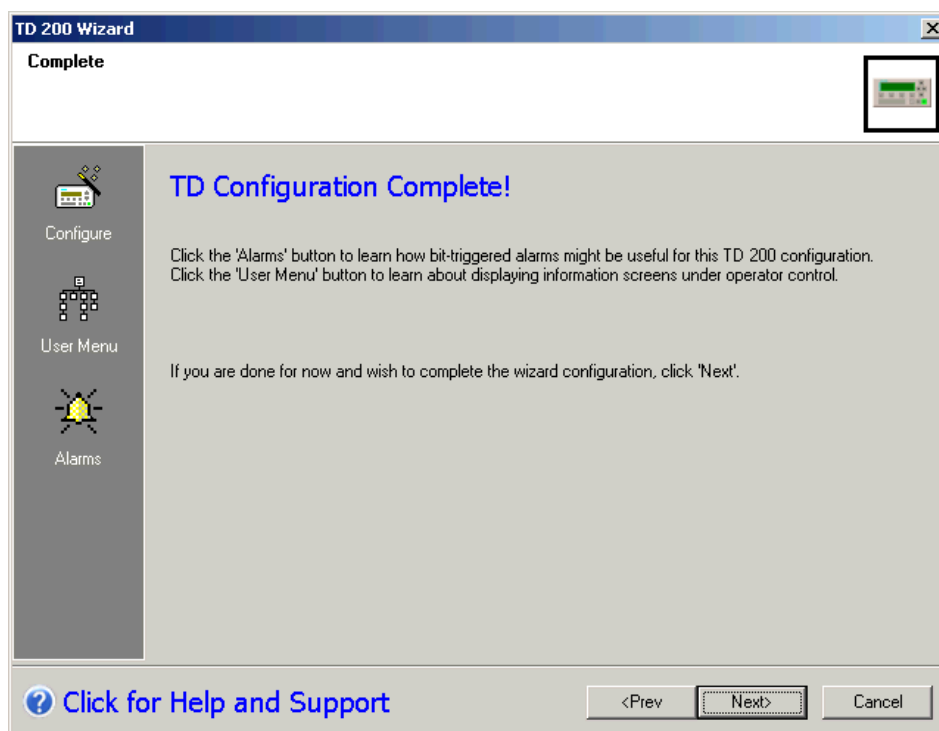 TD 200 Wizard
Complete
Configure
User Menu
Alarms
TD Configuration Complete!
Click the 'Alarms' button to learn how bit-triggered alarms might be useful for this TD 200 configuration.
Click the 'User Menu' button to learn about displaying information screens under operator control.
If you are done for now and wish to complete the wizard configuration, click 'Next'.
Click for Help and Support
<Prev
Next>
Cancel